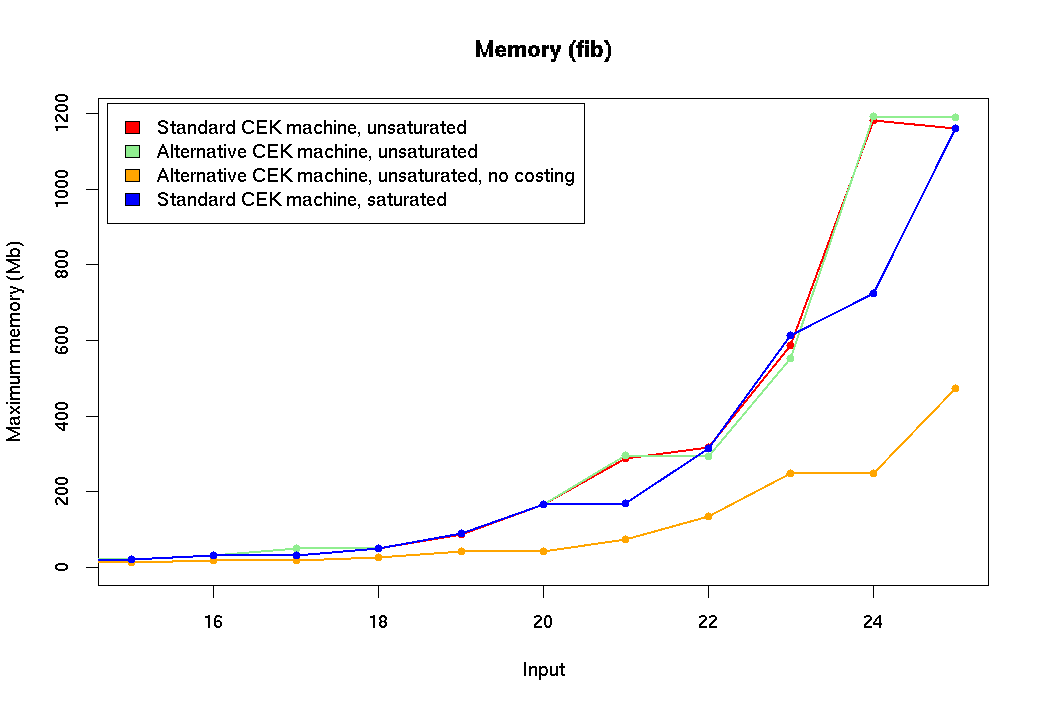 Memory (fib)
Standard CEK machine, unsaturated
Alternative CEK machine, unsaturated
Alternative CEK machine, unsaturated, no costing
Standard CEK machine, saturated
Maximum memory (Mb)
1200
1000
800
600
400
200
0
16 18 20 22 24
Input